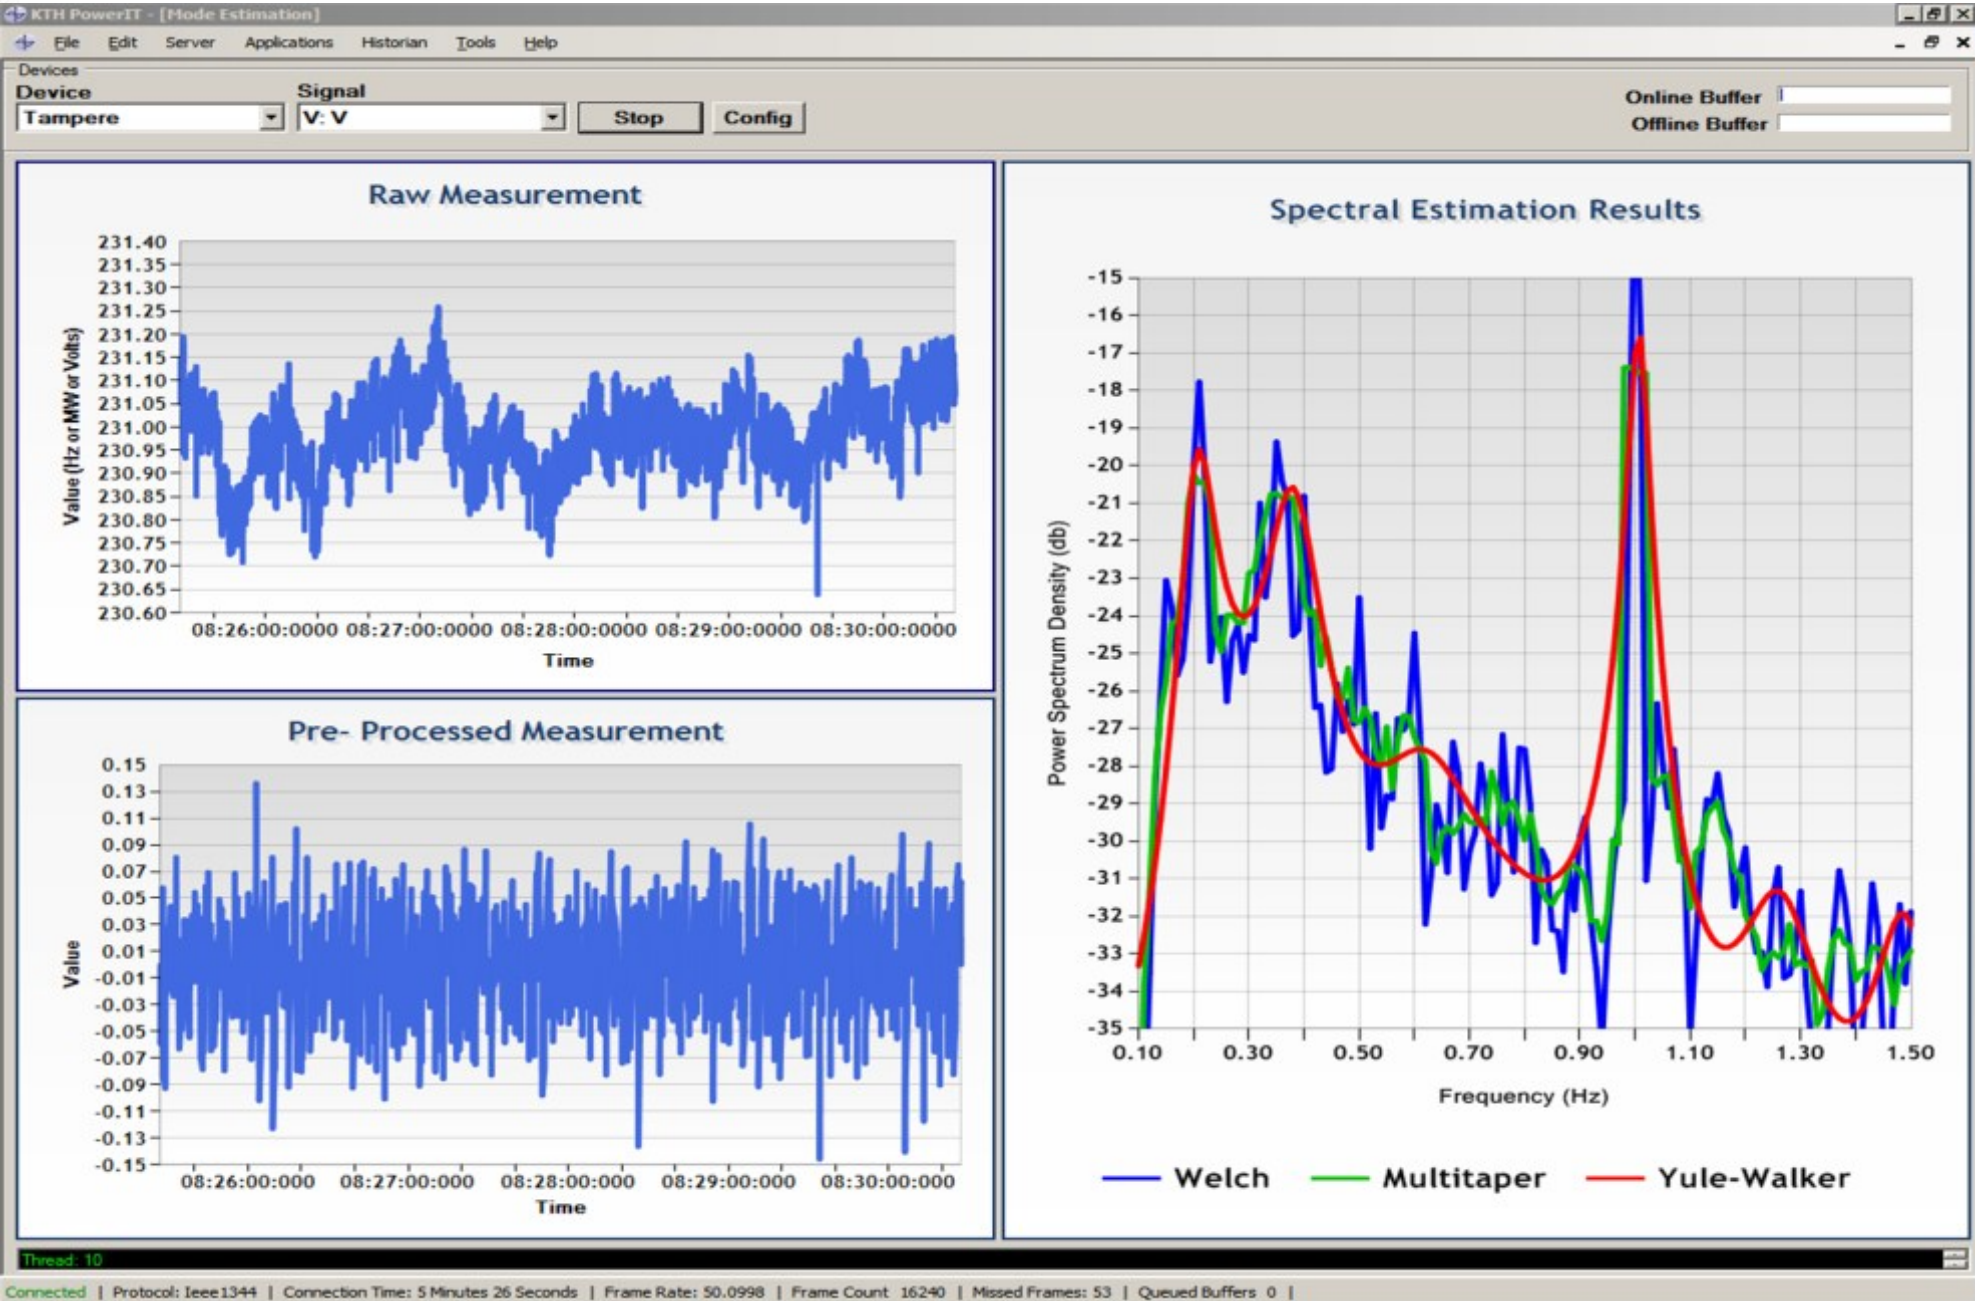 KTH PowerIT - [Mode Estimation]
File Edit Server Applications Historian Tools Help
Devices
Device Signal
Tampere V: V Stop Config
Online Buffer
Offline Buffer
Raw Measurement
231.40
231.35
231.30
231.25
231.20
231.15
231.10
231.05
231.00
230.95
230.90
230.85
230.80
230.75
230.70
230.65
230.60
Value (Hz or MW or Volts)
08:26:00:0000 08:27:00:0000 08:28:00:0000 08:29:00:0000 08:30:00:0000
Time
Pre- Processed Measurement
0.15
0.13
0.11
0.09
0.07
0.05
0.03
0.01
-0.01
-0.03
-0.05
-0.07
-0.09
-0.11
-0.13
-0.15
Value
08:26:00:000 08:27:00:000 08:28:00:000 08:29:00:000 08:30:00:000
Time
Spectral Estimation Results
-15
-16
-17
-18
-19
-20
-21
-22
-23
-24
-25
-26
-27
-28
-29
-30
-31
-32
-33
-34
-35
Power Spectrum Density (db)
0.10 0.30 0.50 0.70 0.90 1.10 1.30 1.50
Frequency (Hz)
Welch Multitaper Yule-Walker
Thread: 10
Connected | Protocol: Ieee1344 | Connection Time: 5 Minutes 26 Seconds | Frame Rate: 50.0998 | Frame Count 16240 | Missed Frames: 53 | Queued Buffers 0 |